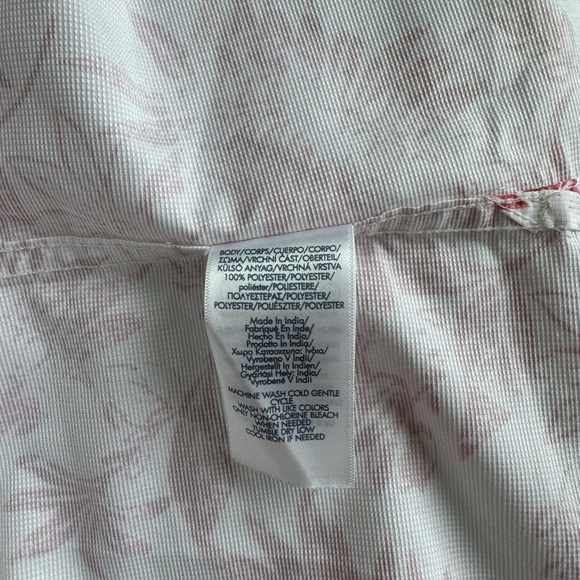 BODY/CORPS/CUERPO/CORPO/
ΣΩΜΑ/VRCHNÍ ČÁST/OBERTEIL/
KÜLSŐ ANYAG/VRCHNÁ VRSTVA
100% POLYESTER/POLYESTER/
poliéster/POLIESTERE/
ΠΟΛΥΕΣΤΕΡΑΣ/POLYESTER/
POLYESTER/POLIÉSZTER/POLYESTER
Made In India/
Fabriqué En Inde/
Hecho En India/
Prodotto In India/
Χωρα Κατασκευης: Ινδια/
Vyrobeno V Indii/
Hergestellt in Indien/
Gyártási Hely: India/
Vyrobené V Indii
MACHINE WASH COLD GENTLE
CYCLE
WASH WITH LIKE COLORS
ONLY NON-CHLORINE BLEACH
WHEN NEEDED
TUMBLE DRY LOW
COOL IRON IF NEEDED